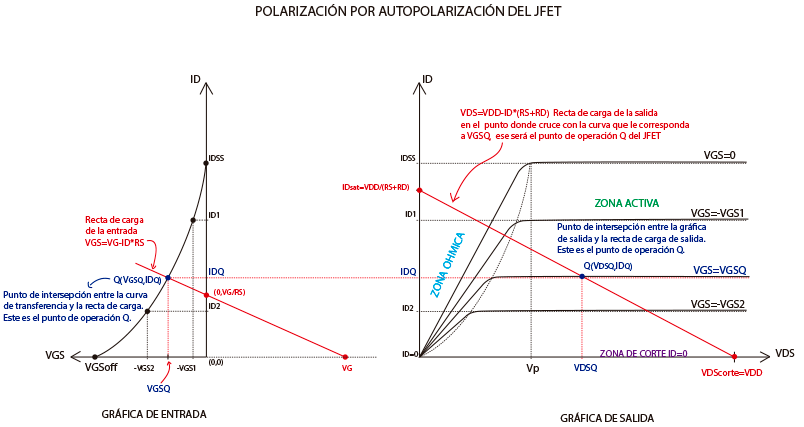 POLARIZACIÓN POR AUTOPOLARIZACIÓN DEL JFET
ID
IDSS
ID1
Recta de carga
de la entrada
VGS=VG-ID*RS
Q(VGSQ,IDQ)
IDQ
Punto de intersepción entre la curva
de transferencia y la recta de carga.
Este es el punto de operación Q.
(0,VG/RS)
ID2
VGS
VGSoff
-VGS2
-VGS1
(0,0)
VG
VGSQ
GRÁFICA DE ENTRADA
ID
VDS=VDD-ID*(RS+RD) Recta de carga de la salida
en el punto donde cruce con la curva que le corresponda
a VGSQ, ese será el punto de operación Q del JFET
IDSS
VGS=0
IDsat=VDD/(RS+RD)
ZONA ACTIVA
ID1
VGS=-VGS1
Punto de intersepción entre la gráfica
de salida y la recta de carga de salida.
Este es el punto de operación Q.
ZONA OHMICA
Q(VDSQ,IDQ)
IDQ
VGS=VGSQ
ID2
VGS=-VGS2
ID=0
ZONA DE CORTE ID=0
VDS
Vp
VDSQ
VDScorte=VDD
GRÁFICA DE SALIDA